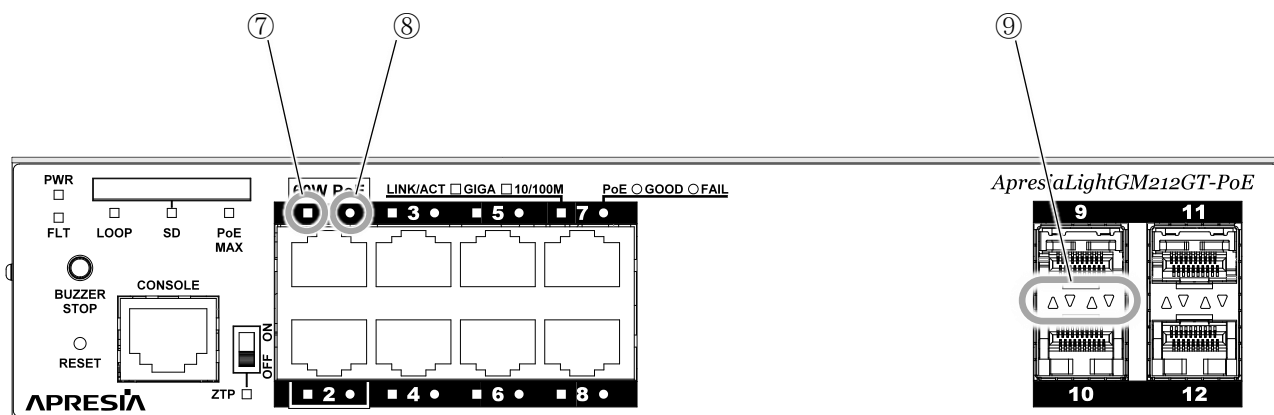 ⑦ ⑧ ⑨
PWR
FLT
LOOP
SD
PoE
MAX
BUZZER
STOP
RESET
CONSOLE
OFF ON
ZTP
APRESIA
60W PoE
LINK/ACT GIGA 10/100M
PoE GOOD FAIL
3 5 7
2 4 6 8
ApresiaLightGM212GT-PoE
9 11
10 12